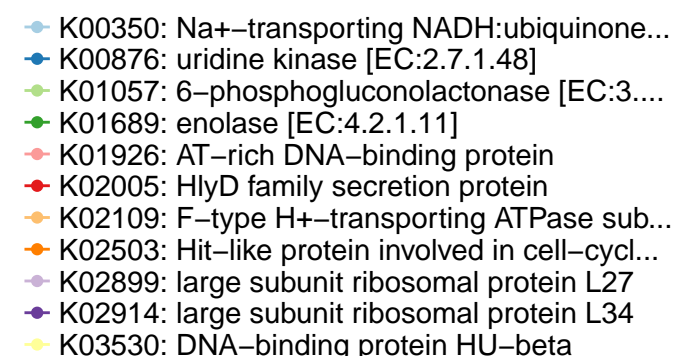 K00350: Na+−transporting NADH:ubiquinone...
K00876: uridine kinase [EC:2.7.1.48]
K01057: 6−phosphogluconolactonase [EC:3....
K01689: enolase [EC:4.2.1.11]
K01926: AT−rich DNA−binding protein
K02005: HlyD family secretion protein
K02109: F−type H+−transporting ATPase sub...
K02503: Hit−like protein involved in cell−cycl...
K02899: large subunit ribosomal protein L27
K02914: large subunit ribosomal protein L34
K03530: DNA−binding protein HU−beta